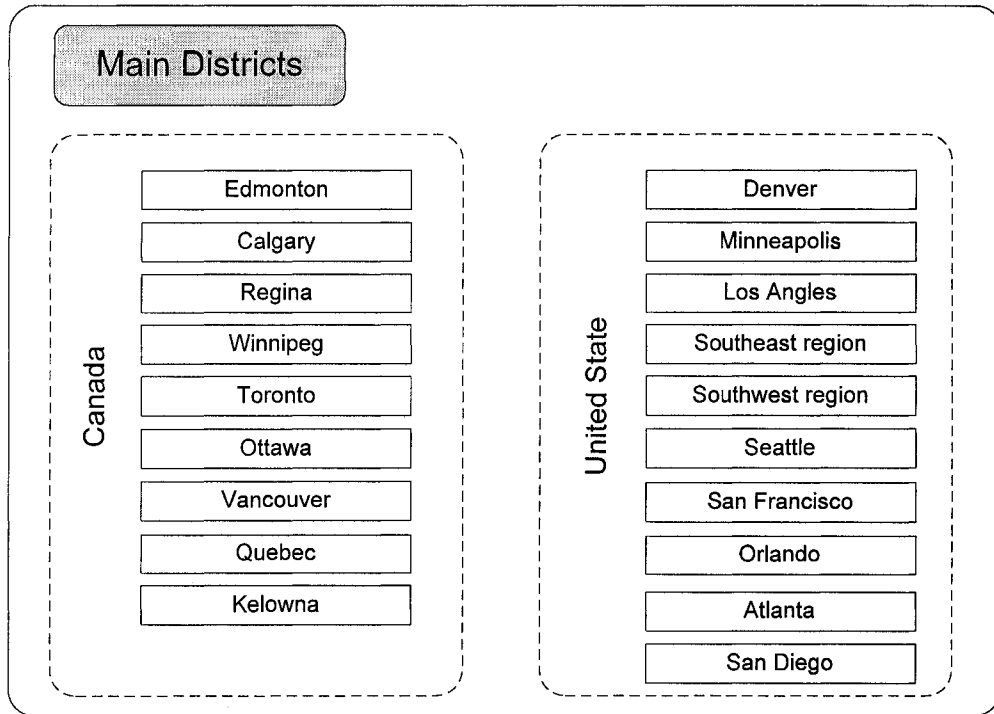 Main Districts
Canada
Edmonton
Calgary
Regina
Winnipeg
Toronto
Ottawa
Vancouver
Quebec
Kelowna
United State
Denver
Minneapolis
Los Angles
Southeast region
Southwest region
Seattle
San Francisco
Orlando
Atlanta
San Diego